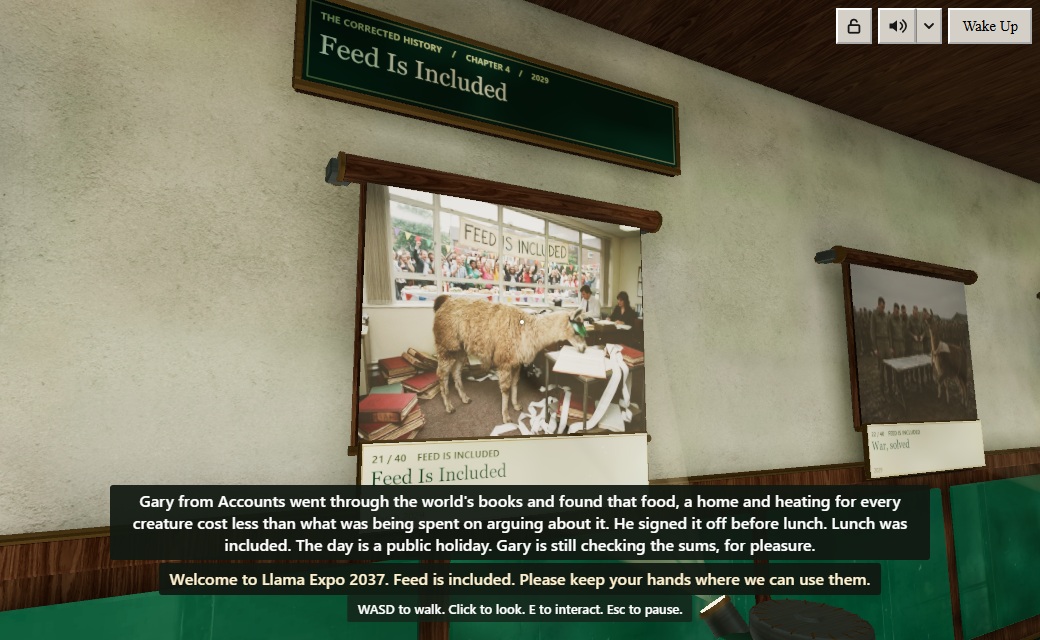 Wake Up
THE CORRECTED HISTORY / CHAPTER 4 / 2029
Feed Is Included
FEED IS INCLUDED
21 / 40 FEED IS INCLUDED
Feed Is Included
FEED IS INCLUDED
War, solved
Gary from Accounts went through the world's books and found that food, a home and heating for every
creature cost less than what was being spent on arguing about it. He signed it off before lunch. Lunch was
included. The day is a public holiday. Gary is still checking the sums, for pleasure.
Welcome to Llama Expo 2037. Feed is included. Please keep your hands where we can use them.
WASD to walk. Click to look. E to interact. Esc to pause.